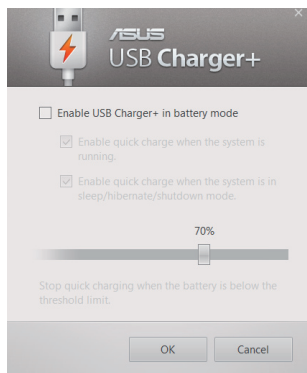 ASUS
USB Charger+
Enable USB Charger+ in battery mode
Enable quick charge when the system is
running.
Enable quick charge when the system is in
sleep/hibernate/shutdown mode.
70%
Stop quick charging when the battery is below the
threshold limit.
OK
Cancel